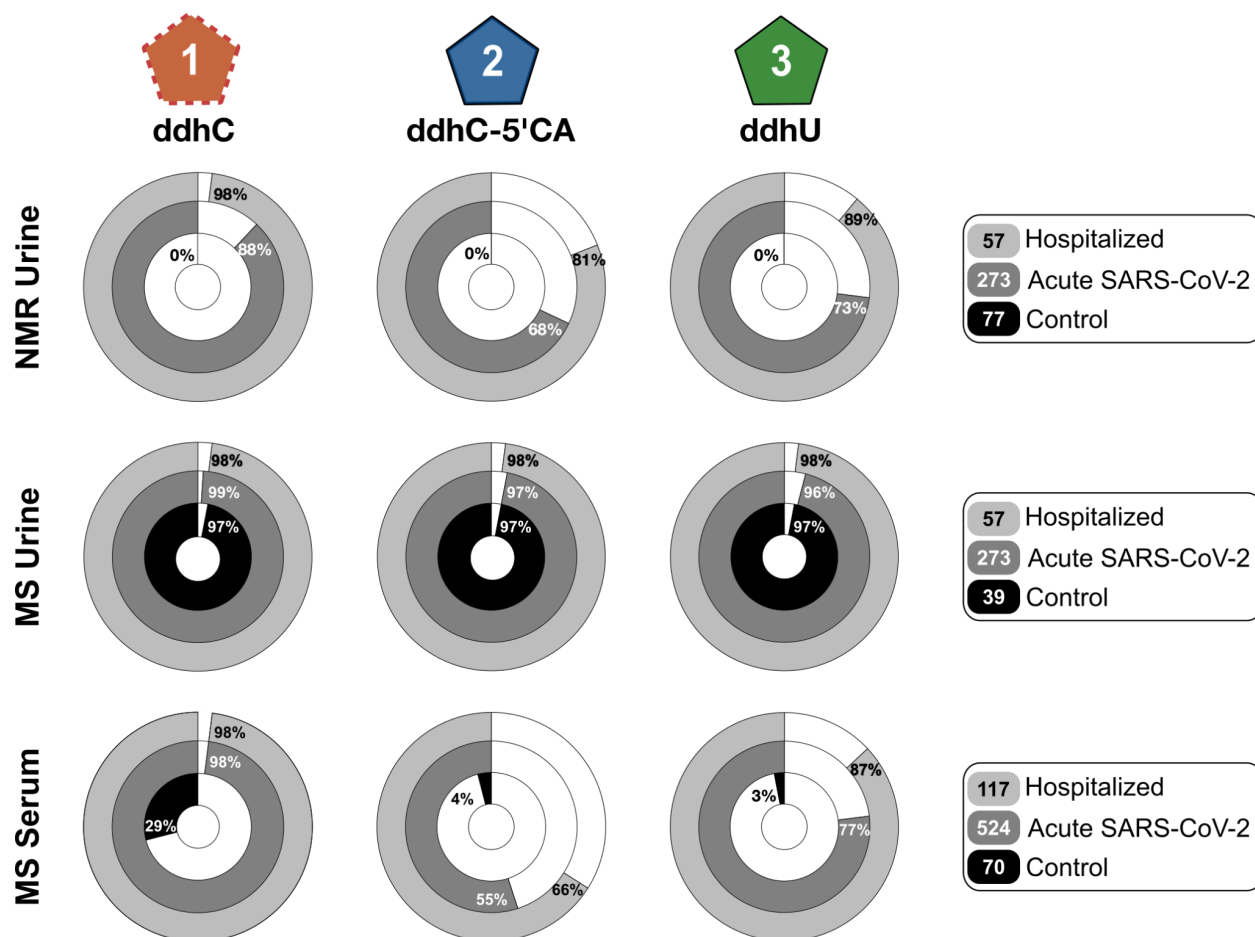 1
2
3
ddhC
ddhC-5'CA
ddhU
NMR Urine
98%
88%
0%
81%
68%
0%
89%
73%
0%
57 Hospitalized
273 Acute SARS-CoV-2
77 Control
MS Urine
98%
99%
97%
98%
97%
97%
98%
96%
97%
57 Hospitalized
273 Acute SARS-CoV-2
39 Control
MS Serum
98%
98%
29%
66%
55%
4%
87%
77%
3%
117 Hospitalized
524 Acute SARS-CoV-2
70 Control